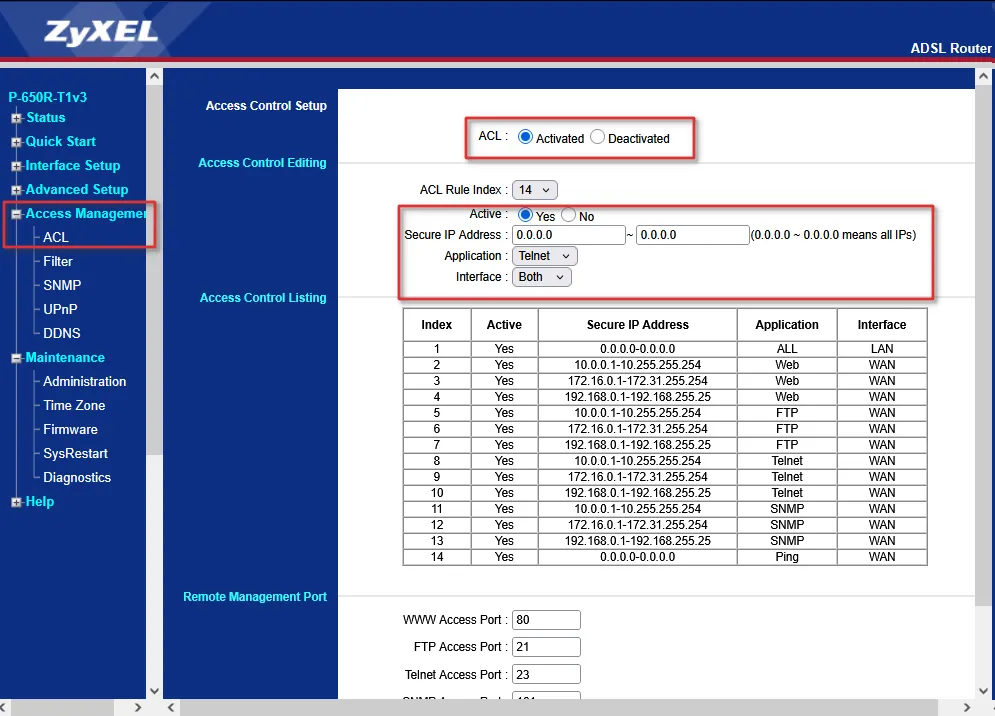 ZyXEL
ADSL Router
P-650R-T1v3
Status
Quick Start
Interface Setup
Advanced Setup
Access Managemen
ACL
Filter
SNMP
UPnP
DDNS
Maintenance
Administration
Time Zone
Firmware
SysRestart
Diagnostics
Help
Access Control Setup
ACL : Activated Deactivated
Access Control Editing
ACL Rule Index : 14
Active : Yes No
Secure IP Address : 0.0.0.0 ~ 0.0.0.0 (0.0.0.0 ~ 0.0.0.0 means all IPs)
Application : Telnet
Interface : Both
Access Control Listing
Index Active Secure IP Address Application Interface
1 Yes 0.0.0.0-0.0.0.0 ALL LAN
2 Yes 10.0.0.1-10.255.255.254 Web WAN
3 Yes 172.16.0.1-172.31.255.254 Web WAN
4 Yes 192.168.0.1-192.168.255.25 Web WAN
5 Yes 10.0.0.1-10.255.255.254 FTP WAN
6 Yes 172.16.0.1-172.31.255.254 FTP WAN
7 Yes 192.168.0.1-192.168.255.25 FTP WAN
8 Yes 10.0.0.1-10.255.255.254 Telnet WAN
9 Yes 172.16.0.1-172.31.255.254 Telnet WAN
10 Yes 192.168.0.1-192.168.255.25 Telnet WAN
11 Yes 10.0.0.1-10.255.255.254 SNMP WAN
12 Yes 172.16.0.1-172.31.255.254 SNMP WAN
13 Yes 192.168.0.1-192.168.255.25 SNMP WAN
14 Yes 0.0.0.0-0.0.0.0 Ping WAN
Remote Management Port
WWW Access Port : 80
FTP Access Port : 21
Telnet Access Port : 23